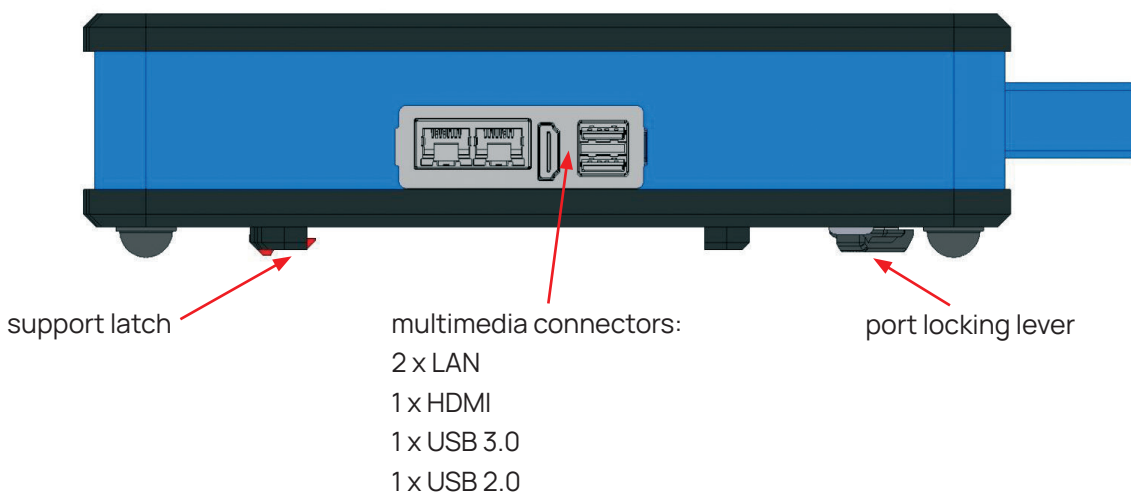 support latch
multimedia connectors:
2 x LAN
1 x HDMI
1 x USB 3.0
1 x USB 2.0
port locking lever